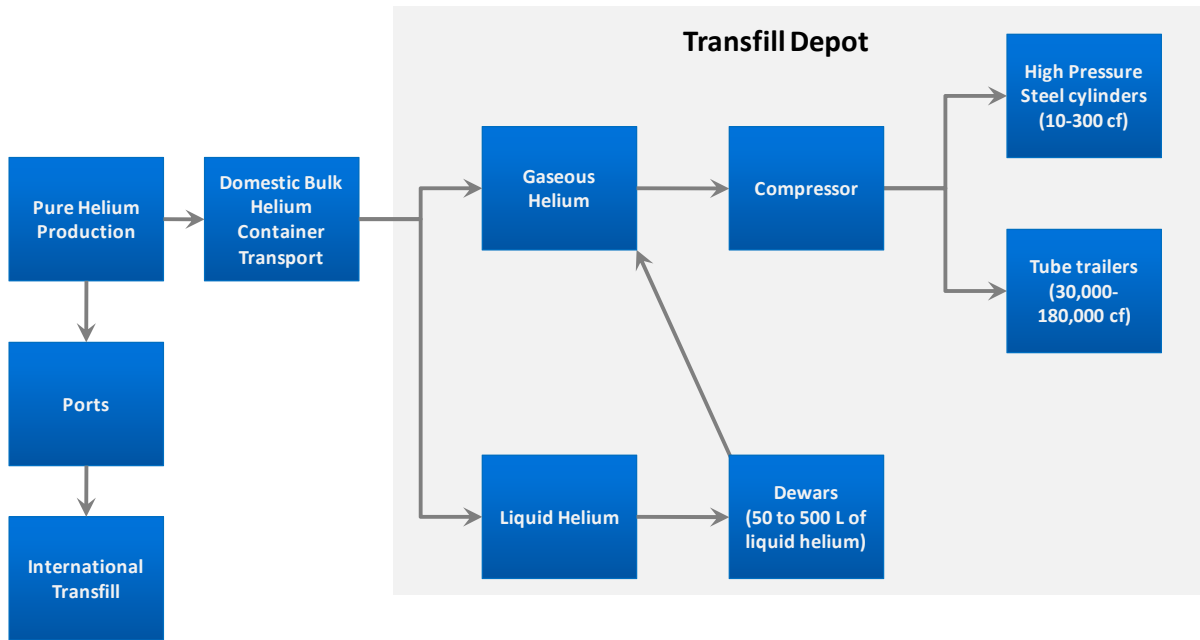 Transfill Depot
High Pressure
Steel cylinders
(10-300 cf)
Gaseous
Helium
Compressor
Pure Helium
Production
Domestic Bulk
Helium
Container
Transport
Tube trailers
(30,000-
180,000 cf)
Ports
Liquid Helium
Dewars
(50 to 500 L of
liquid helium)
International
Transfill